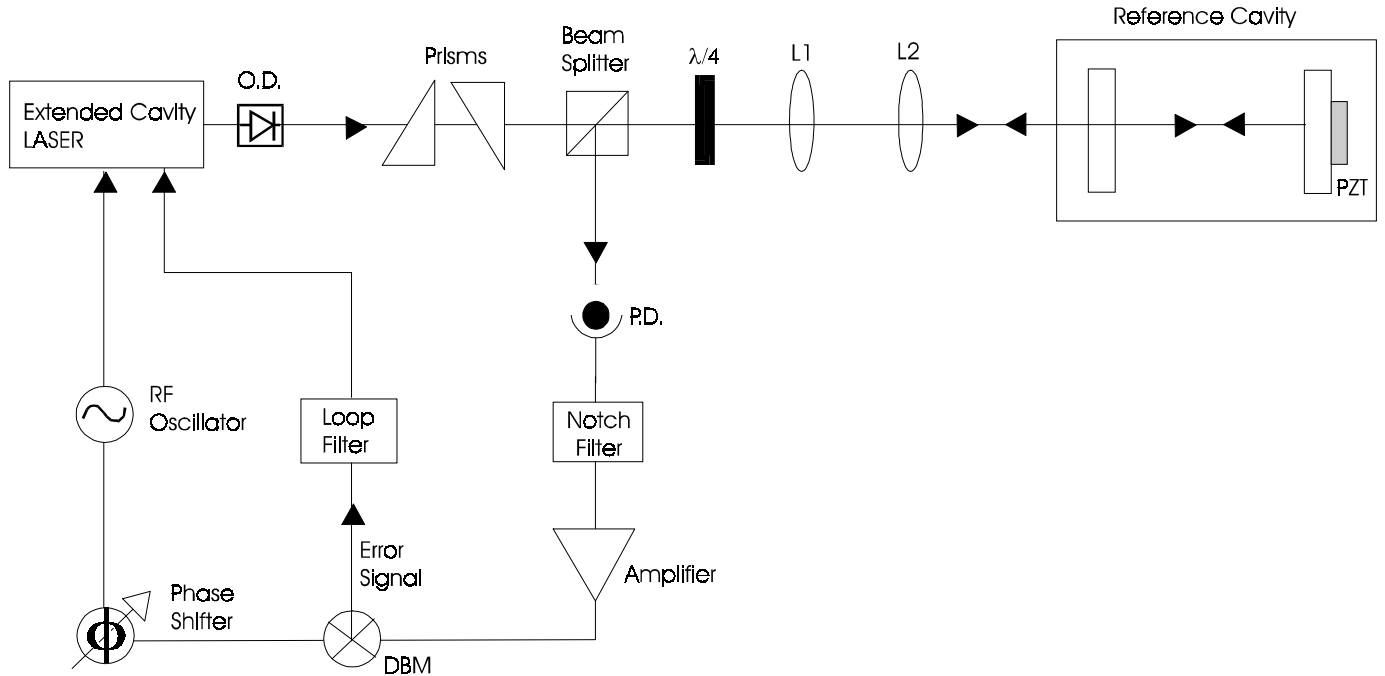 Reference Cavity
Beam
Splitter
Prisms
λ/4
L1
L2
O.D.
Extended Cavity
LASER
PZT
P.D.
RF
Oscillator
Loop
Filter
Notch
Filter
Error
Signal
Amplifier
Phase
Shifter
ϕ
DBM